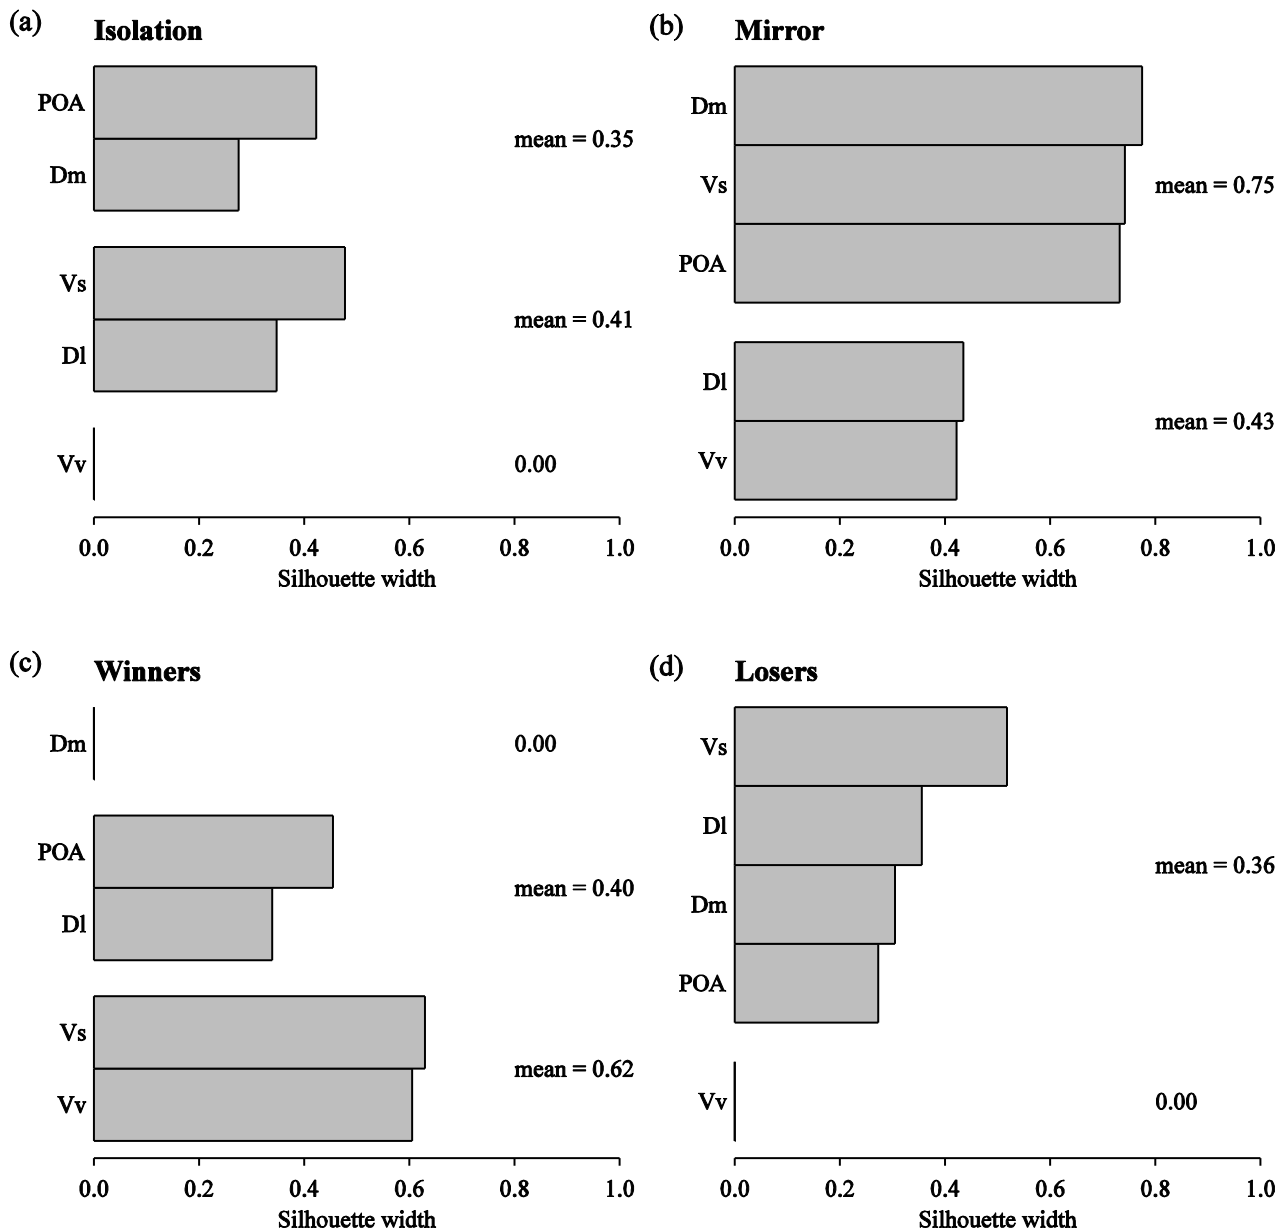 (a) Isolation
POA
Dm
mean = 0.35
Vs
Dl
mean = 0.41
Vv
0.00
0.0 0.2 0.4 0.6 0.8 1.0
Silhouette width
(b) Mirror
Dm
Vs
POA
mean = 0.75
Dl
Vv
mean = 0.43
0.0 0.2 0.4 0.6 0.8 1.0
Silhouette width
(c) Winners
Dm
0.00
POA
Dl
mean = 0.40
Vs
Vv
mean = 0.62
0.0 0.2 0.4 0.6 0.8 1.0
Silhouette width
(d) Losers
Vs
Dl
Dm
POA
mean = 0.36
Vv
0.00
0.0 0.2 0.4 0.6 0.8 1.0
Silhouette width